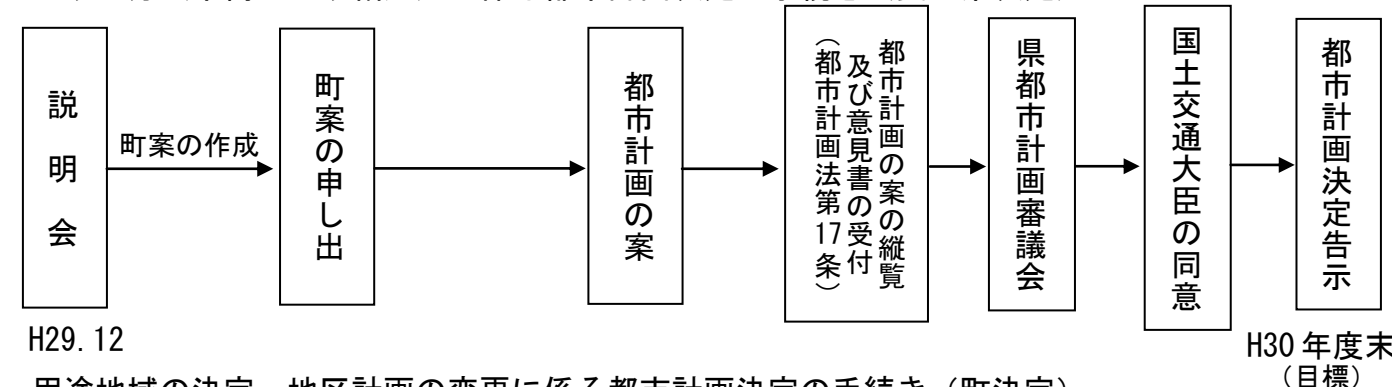 説明会
町案の作成
町案の申し出
都市計画の案
都市計画の案の縦覧
及び意見書の受付
（都市計画法第17条）
県都市計画審議会
国土交通大臣の同意
都市計画決定告示
H29.12
H30年度末
（目標）
用途地域の決定、地区計画の変更に係る都市計画決定の手続き（町決定）